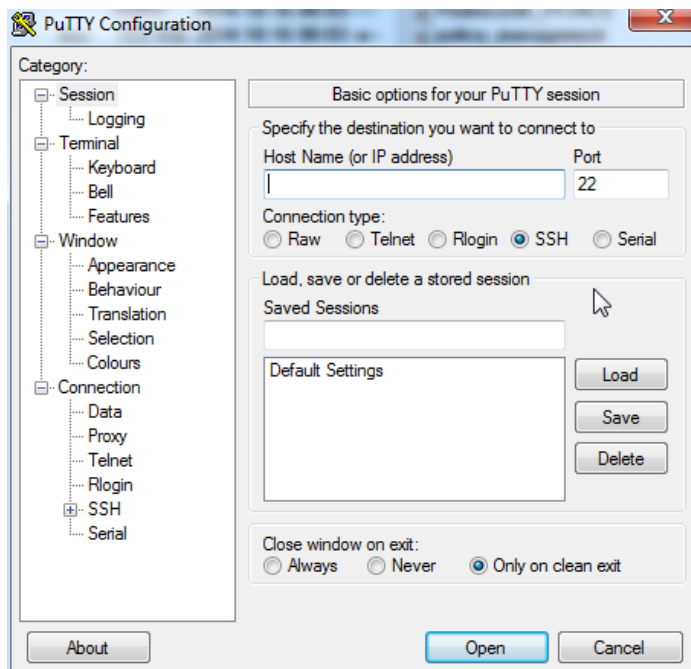 PuTTY Configuration
Category:
Session
Logging
Terminal
Keyboard
Bell
Features
Window
Appearance
Behaviour
Translation
Selection
Colours
Connection
Data
Proxy
Telnet
Rlogin
SSH
Serial
Basic options for your PuTTY session
Specify the destination you want to connect to
Host Name (or IP address) Port
22
Connection type:
Raw Telnet Rlogin SSH Serial
Load, save or delete a stored session
Saved Sessions
Default Settings
Load
Save
Delete
Close window on exit:
Always Never Only on clean exit
About Open Cancel